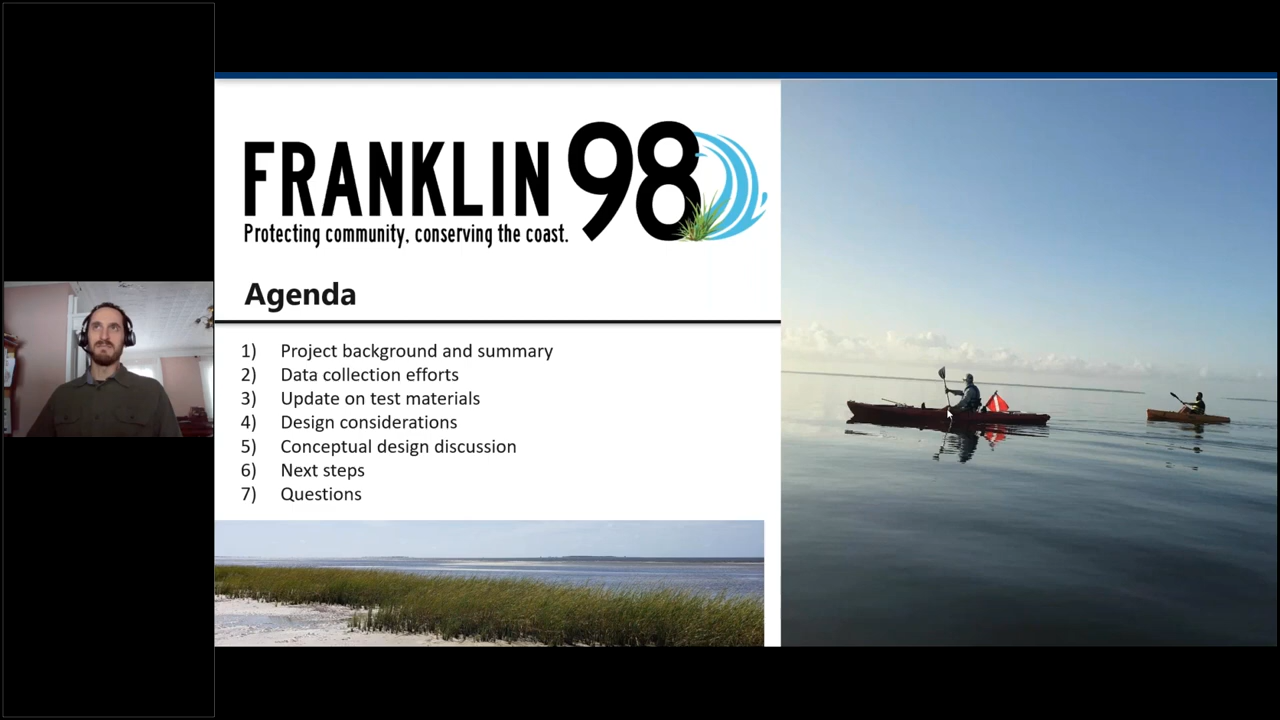 FRANKLIN 98
Protecting community, conserving the coast.
Agenda
1) Project background and summary
2) Data collection efforts
3) Update on test materials
4) Design considerations
5) Conceptual design discussion
6) Next steps
7) Questions